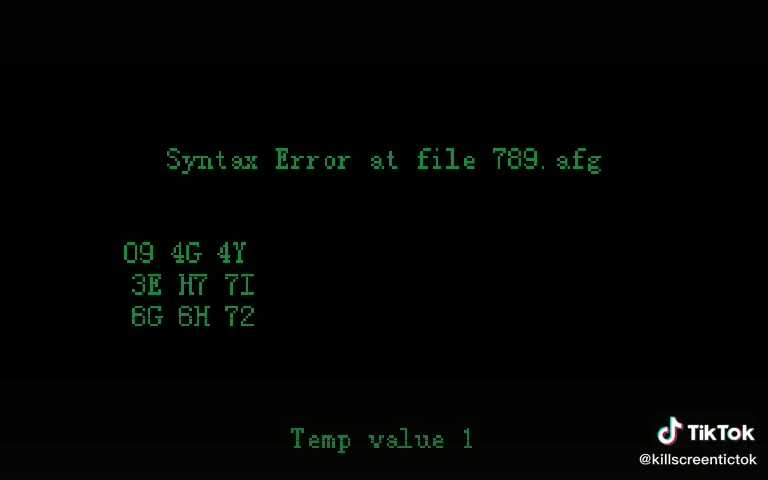 Syntax Error at file 789.afg
09 4G 4Y
3E H7 7I
6G 6H 72
Temp value 1
TikTok
@killscreentictok